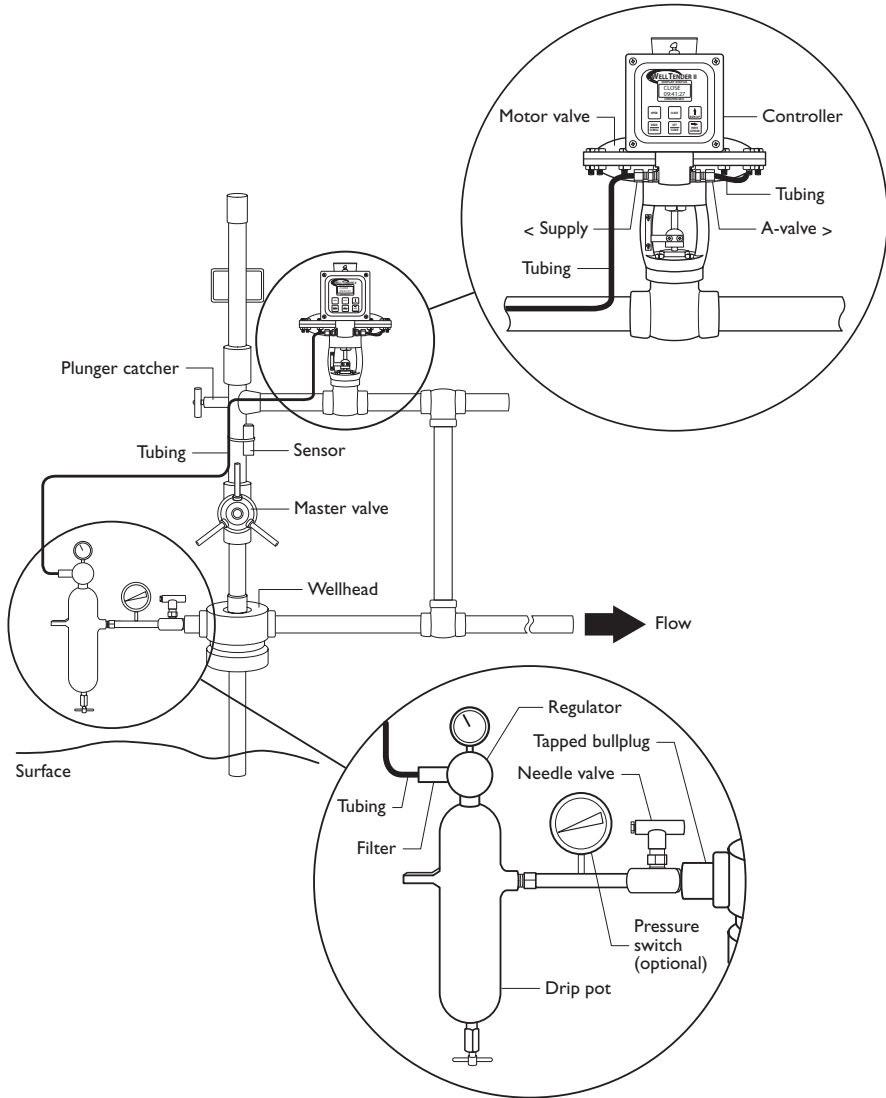 WELLTENDER II
CLOSE
09:41:27
Motor valve
Controller
Tubing
< Supply
A-valve >
Tubing
Plunger catcher
Tubing
Sensor
Master valve
Wellhead
Flow
Surface
Regulator
Tapped bullplug
Needle valve
Tubing
Filter
Pressure
switch
(optional)
Drip pot